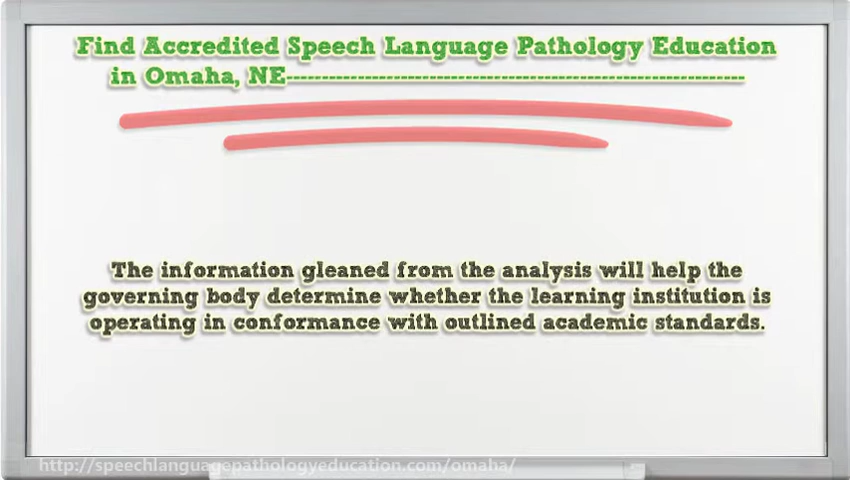 Find Accredited Speech Language Pathology Education
in Omaha, NE-----------------------------------------------------------------
The information gleaned from the analysis will help the
governing body determine whether the learning institution is
operating in conformance with outlined academic standards.
http://speechlanguagepathologyeducation.com/omaha/